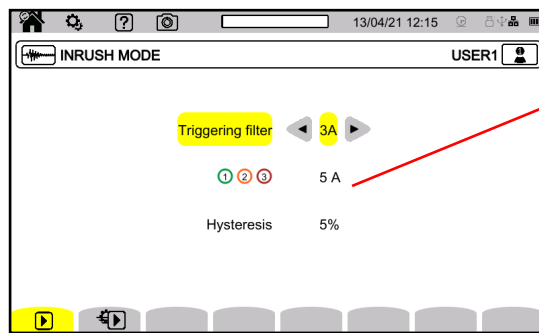 ? 13/04/21 12:15
INRUSH MODE USER1
Triggering filter ◄ 3A ►
1 2 3 5 A
Hysteresis 5%